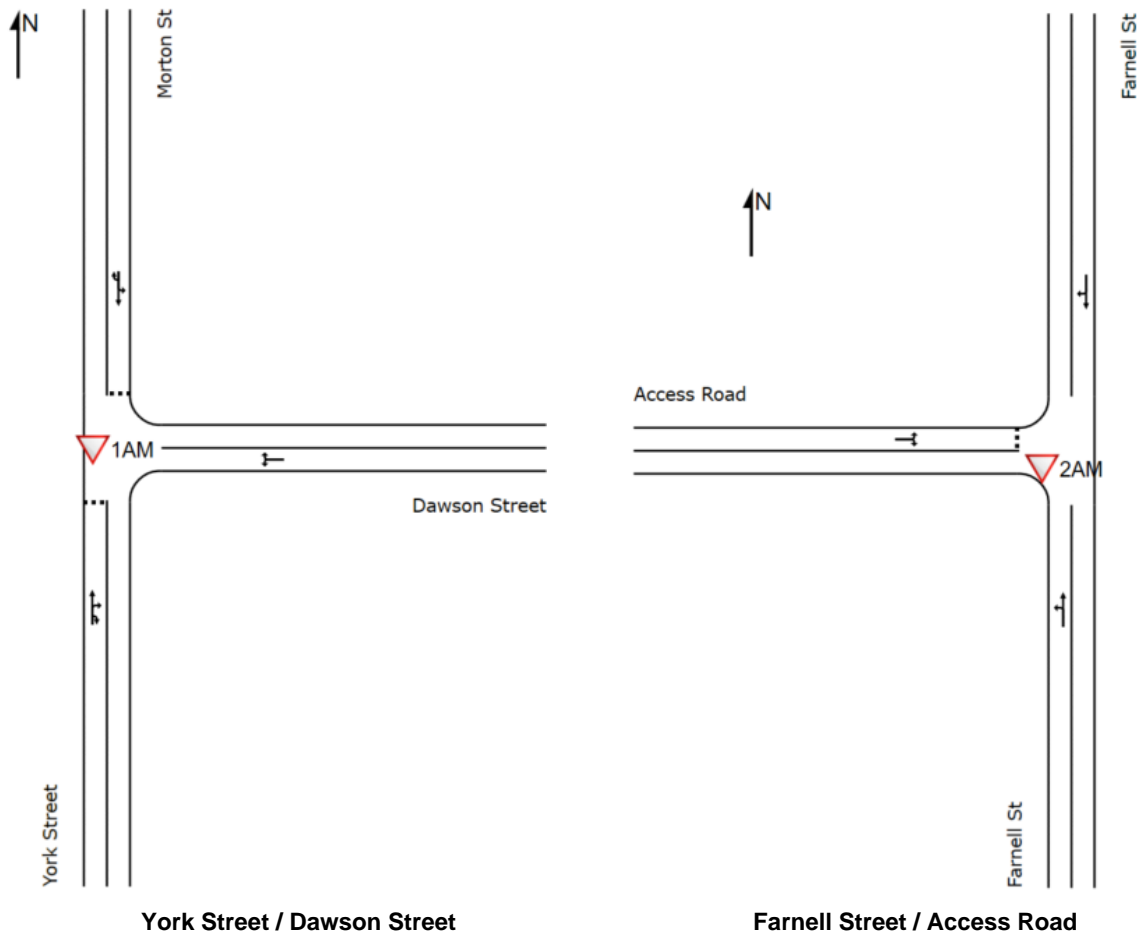 N
Morton St
1AM
Dawson Street
York Street
York Street / Dawson Street
Farnell St
N
Access Road
2AM
Farnell St
Farnell Street / Access Road